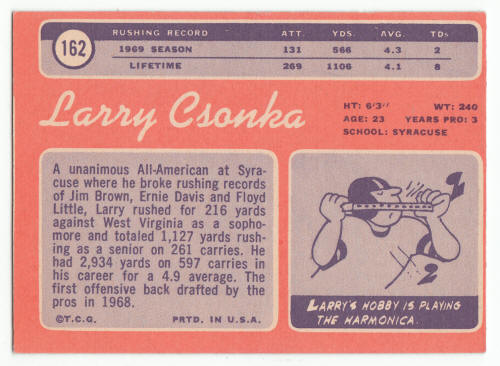 162
RUSHING RECORD ATT. YDS. AVG. TDs
1969 SEASON 131 566 4.3 2
LIFETIME 269 1106 4.1 8
Larry Csonka
HT: 6'3" WT: 240
AGE: 23 YEARS PRO: 3
SCHOOL: SYRACUSE
A unanimous All-American at Syra-
cuse where he broke rushing records
of Jim Brown, Ernie Davis and Floyd
Little, Larry rushed for 216 yards
against West Virginia as a sopho-
more and totaled 1,127 yards rush-
ing as a senior on 261 carries. He
had 2,934 yards on 597 carries in
his career for a 4.9 average. The
first offensive back drafted by the
pros in 1968.
©T.C.G. PRTD. IN U.S.A.
LARRY'S HOBBY IS PLAYING
THE HARMONICA.